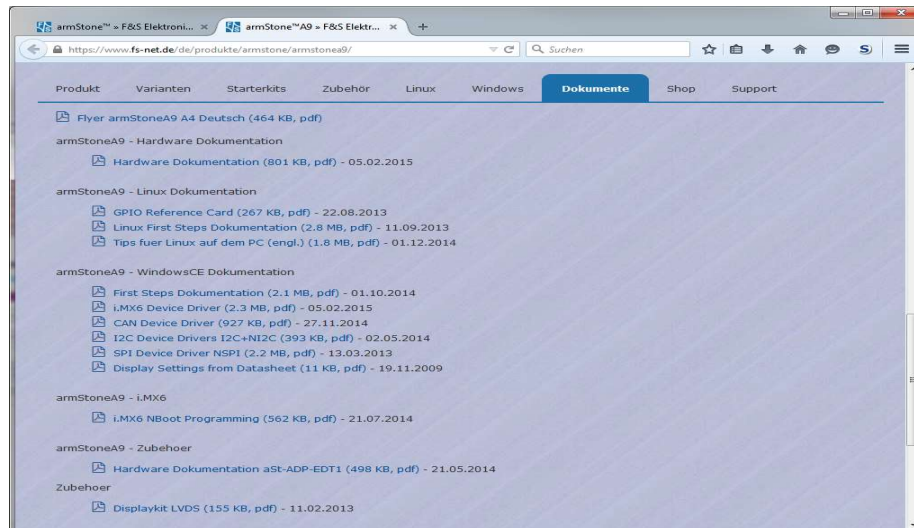 armStone™ » F&S Elektroni... ×
armStone™A9 » F&S Elektr... × +
https://www.fs-net.de/de/produkte/armstone/armstonea9/
Suchen
Produkt Varianten Starterkits Zubehör Linux Windows Dokumente Shop Support
Flyer armStoneA9 A4 Deutsch (464 KB, pdf)
armStoneA9 - Hardware Dokumentation
Hardware Dokumentation (801 KB, pdf) - 05.02.2015
armStoneA9 - Linux Dokumentation
GPIO Reference Card (267 KB, pdf) - 22.08.2013
Linux First Steps Dokumentation (2.8 MB, pdf) - 11.09.2013
Tips fuer Linux auf dem PC (engl.) (1.8 MB, pdf) - 01.12.2014
armStoneA9 - WindowsCE Dokumentation
First Steps Dokumentation (2.1 MB, pdf) - 01.10.2014
i.MX6 Device Driver (2.3 MB, pdf) - 05.02.2015
CAN Device Driver (927 KB, pdf) - 27.11.2014
I2C Device Drivers I2C+NI2C (393 KB, pdf) - 02.05.2014
SPI Device Driver NSPI (2.2 MB, pdf) - 13.03.2013
Display Settings from Datasheet (11 KB, pdf) - 19.11.2009
armStoneA9 - i.MX6
i.MX6 NBoot Programming (562 KB, pdf) - 21.07.2014
armStoneA9 - Zubehoer
Hardware Dokumentation aSt-ADP-EDT1 (498 KB, pdf) - 21.05.2014
Zubehoer
Displaykit LVDS (155 KB, pdf) - 11.02.2013